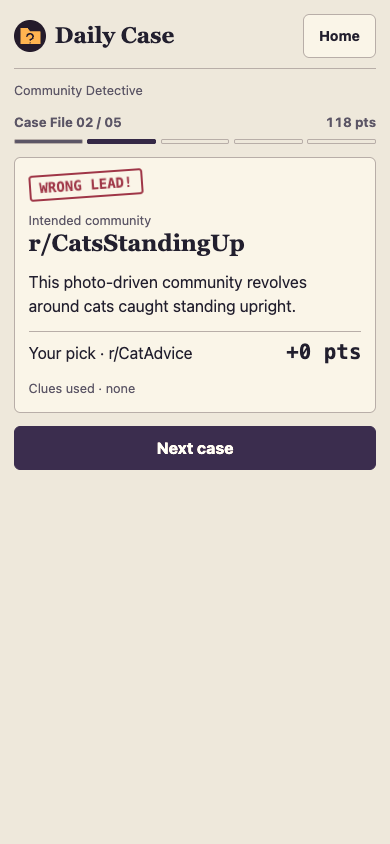 Daily Case
Home
Community Detective
Case File 02 / 05
118 pts
WRONG LEAD!
Intended community
r/CatsStandingUp
This photo-driven community revolves
around cats caught standing upright.
Your pick · r/CatAdvice
+0 pts
Clues used · none
Next case